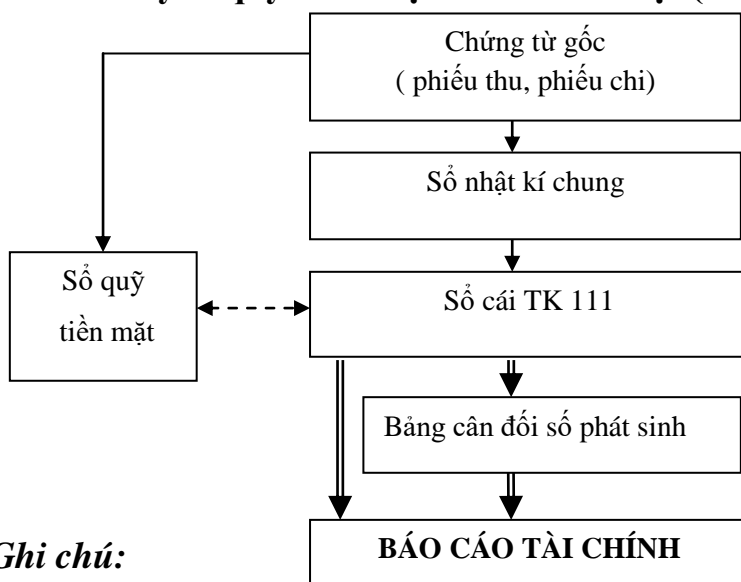 Chứng từ gốc
( phiếu thu, phiếu chi)
Sổ nhật kí chung
Sổ quỹ
tiền mặt
Sổ cái TK 111
Bảng cân đối số phát sinh
BÁO CÁO TÀI CHÍNH
Ghi chú: